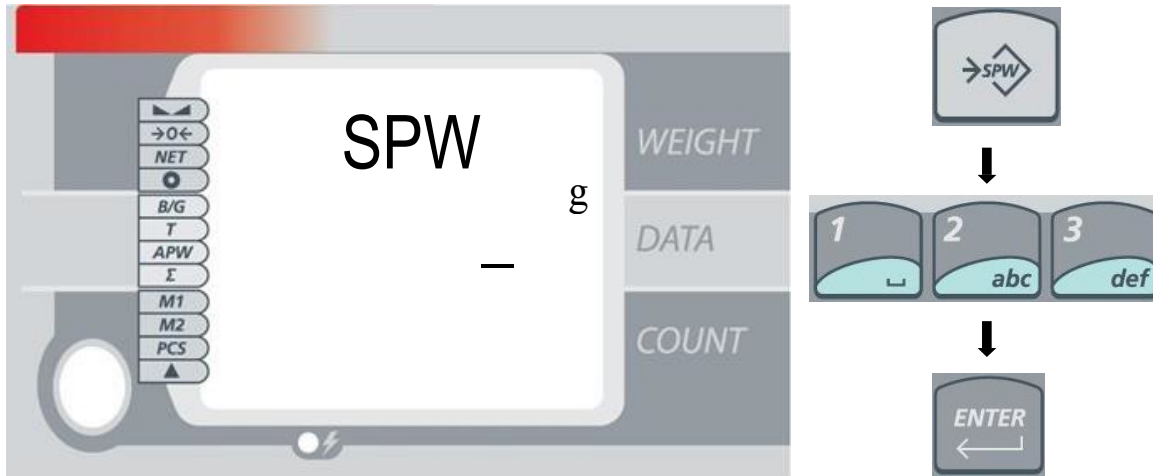 SPW
g
_
→0←
NET
B/G
T
APW
Σ
M1
M2
PCS
WEIGHT
DATA
COUNT
→SPW
1 2 3
␣ abc def
ENTER